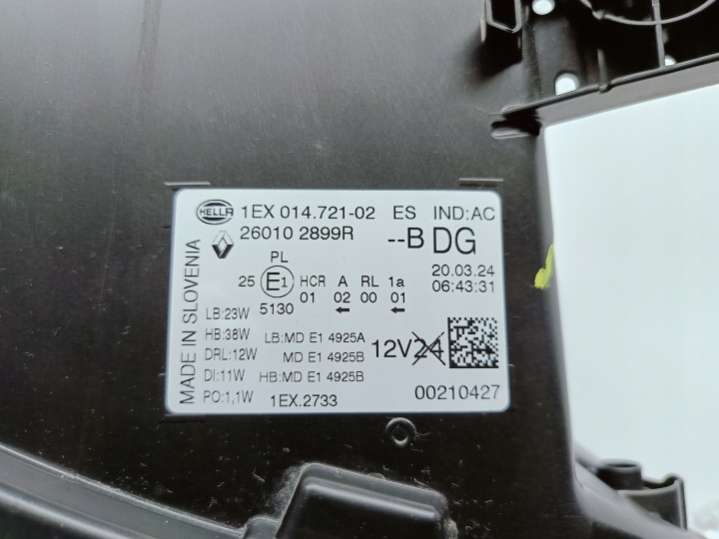 HELLA 1EX 014.721-02 ES IND:AC
26010 2899R --B DG
MADE IN SLOVENIA
PL
25 E1 HCR A RL 1a
5130 01 02 00 01
20.03.24
06:43:31
LB:23W
HB:38W LB:MD E1 4925A
DRL:12W MD E1 4925B
DI:11W HB:MD E1 4925B
PO:1,1W 1EX.2733
12V24
00210427